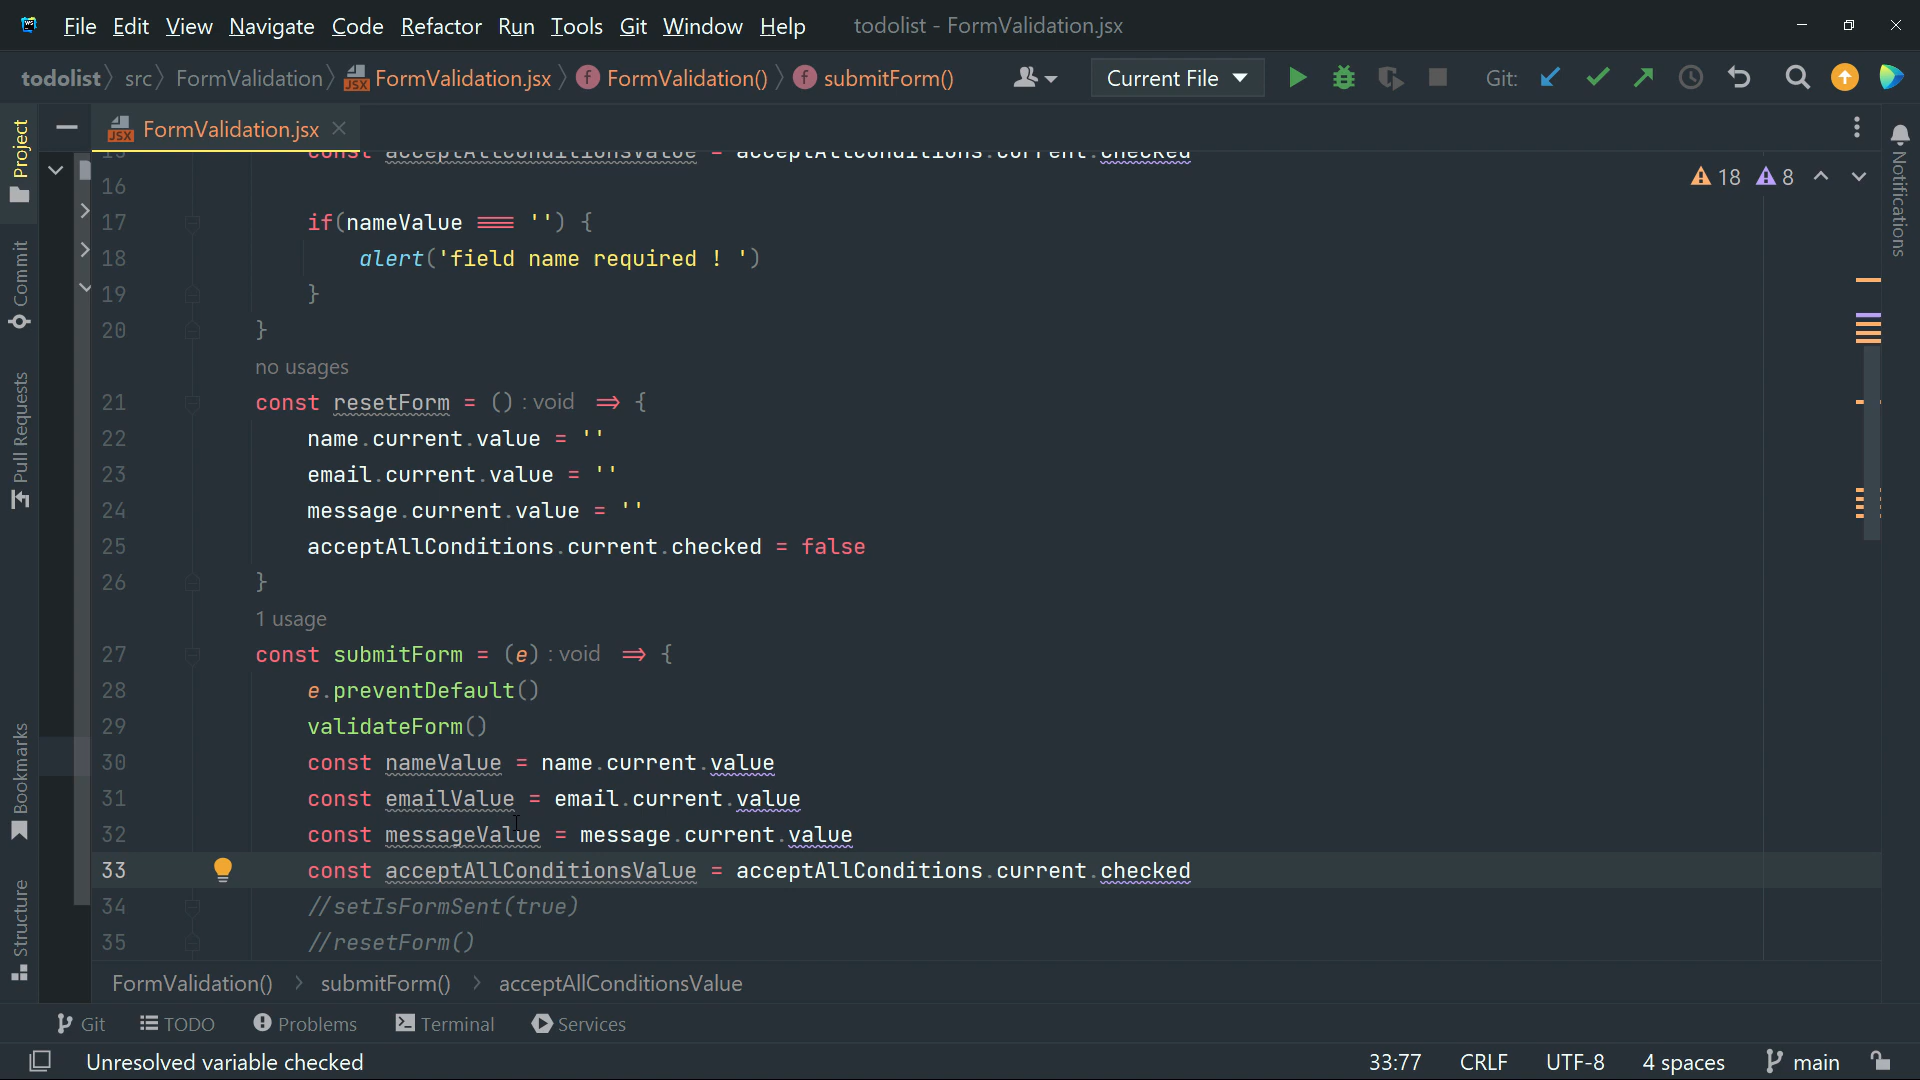 File Edit View Navigate Code Refactor Run Tools Git Window Help todolist - FormValidation.jsx
todolist src FormValidation FormValidation.jsx FormValidation() submitForm() Current File Git:
FormValidation.jsx
Project
Commit
Pull Requests
Bookmarks
Structure
Notifications
18 8
15 const acceptAllConditionsValue = acceptAllConditions.current.checked
16
17 if(nameValue === '') {
18 alert('field name required ! ')
19 }
20 }
no usages
21 const resetForm = () : void => {
22 name.current.value = ''
23 email.current.value = ''
24 message.current.value = ''
25 acceptAllConditions.current.checked = false
26 }
1 usage
27 const submitForm = (e) : void => {
28 e.preventDefault()
29 validateForm()
30 const nameValue = name.current.value
31 const emailValue = email.current.value
32 const messageValue = message.current.value
33 const acceptAllConditionsValue = acceptAllConditions.current.checked
34 //setIsFormSent(true)
35 //resetForm()
FormValidation() submitForm() acceptAllConditionsValue
Git TODO Problems Terminal Services
Unresolved variable checked 33:77 CRLF UTF-8 4 spaces main